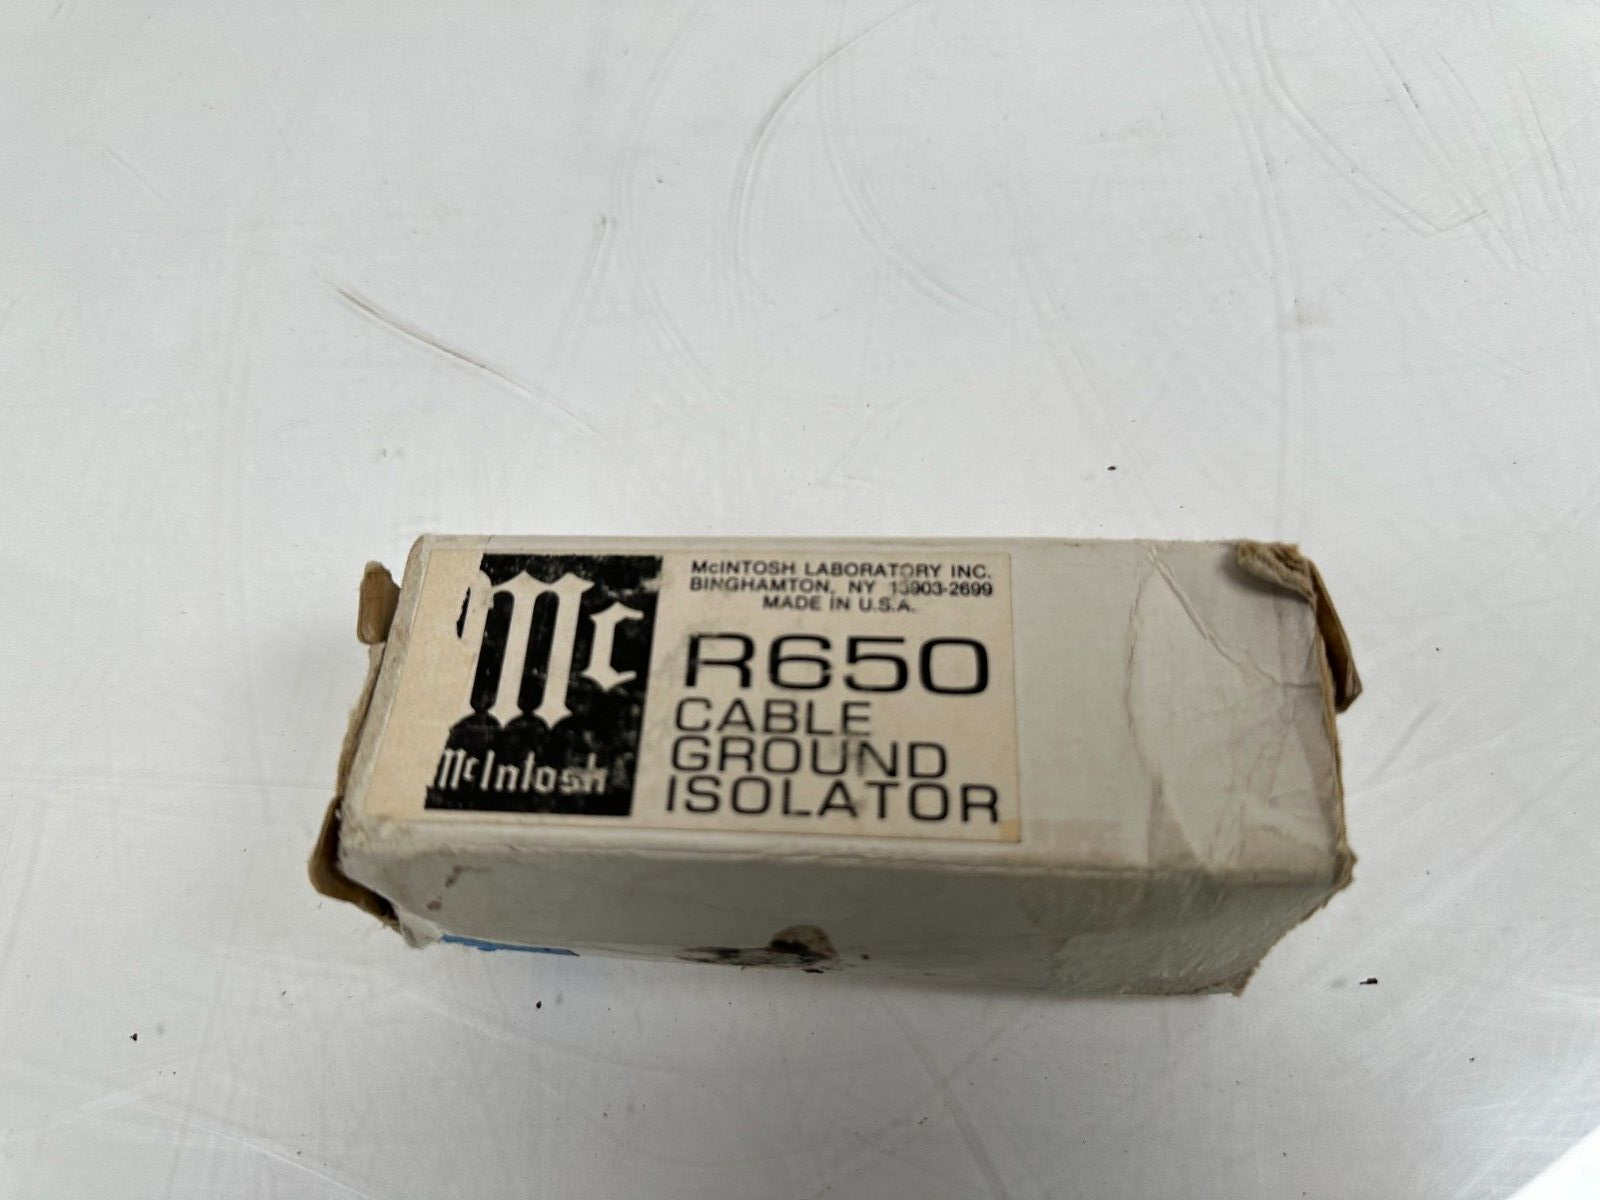 Mc
McIntosh
McINTOSH LABORATORY INC.
BINGHAMTON, NY 13903-2699
MADE IN U.S.A.
R650
CABLE
GROUND
ISOLATOR